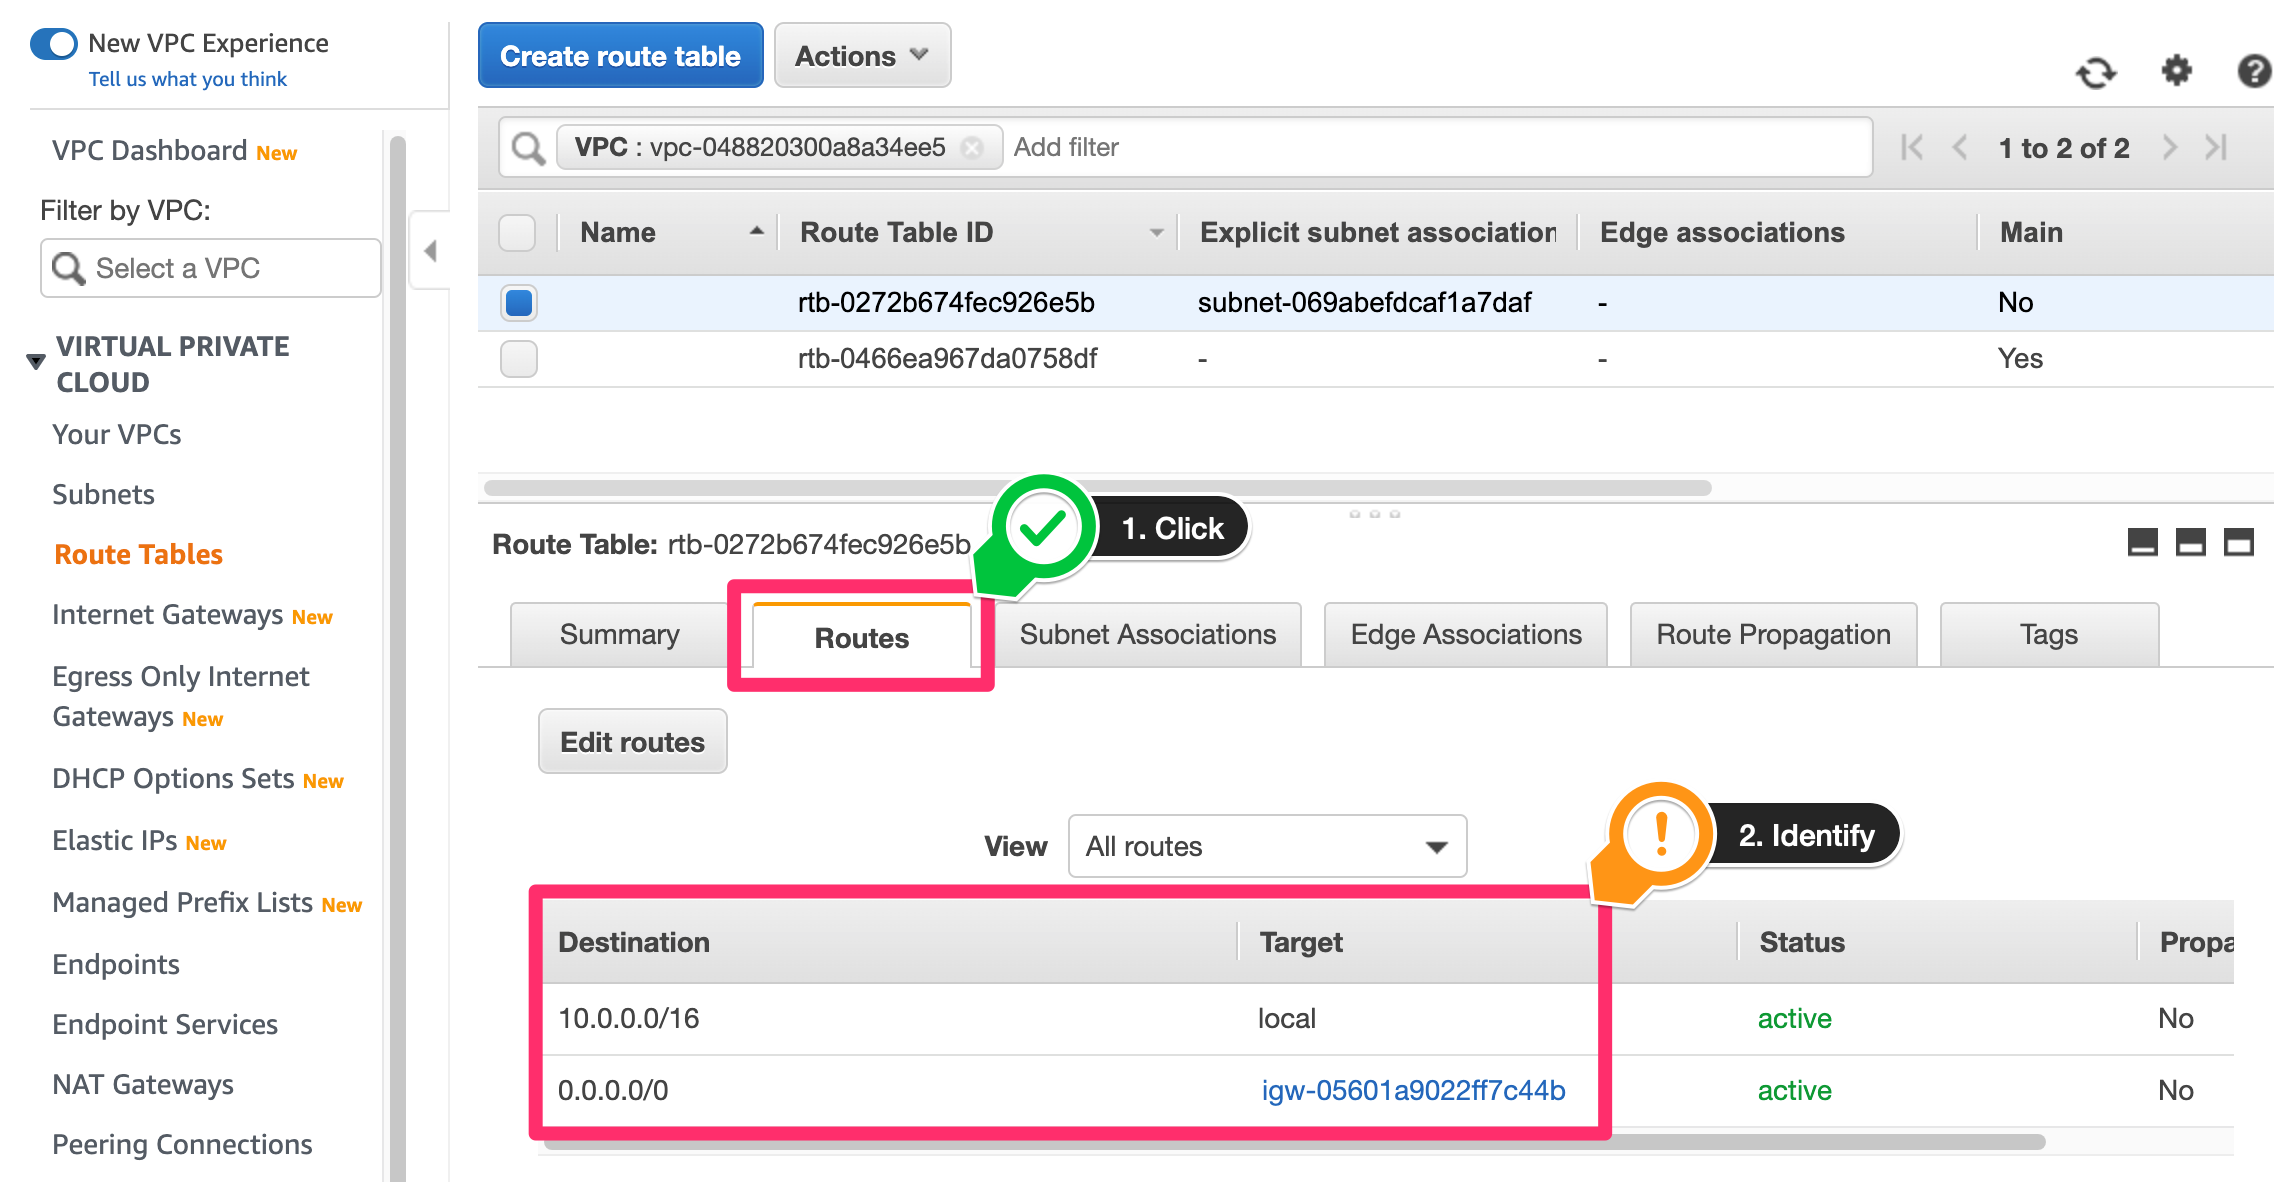 New VPC Experience
Tell us what you think
VPC Dashboard New
Filter by VPC:
Select a VPC
VIRTUAL PRIVATE
CLOUD
Your VPCs
Subnets
Route Tables
Internet Gateways New
Egress Only Internet
Gateways New
DHCP Options Sets New
Elastic IPs New
Managed Prefix Lists New
Endpoints
Endpoint Services
NAT Gateways
Peering Connections
Create route table
Actions
VPC : vpc-048820300a8a34ee5 Add filter
1 to 2 of 2
Name Route Table ID Explicit subnet association Edge associations Main
rtb-0272b674fec926e5b subnet-069abefdcaf1a7daf - No
rtb-0466ea967da0758df - - Yes
Route Table: rtb-0272b674fec926e5b
1. Click
Summary Routes Subnet Associations Edge Associations Route Propagation Tags
Edit routes
View All routes
2. Identify
Destination Target Status Propa
10.0.0.0/16 local active No
0.0.0.0/0 igw-05601a9022ff7c44b active No